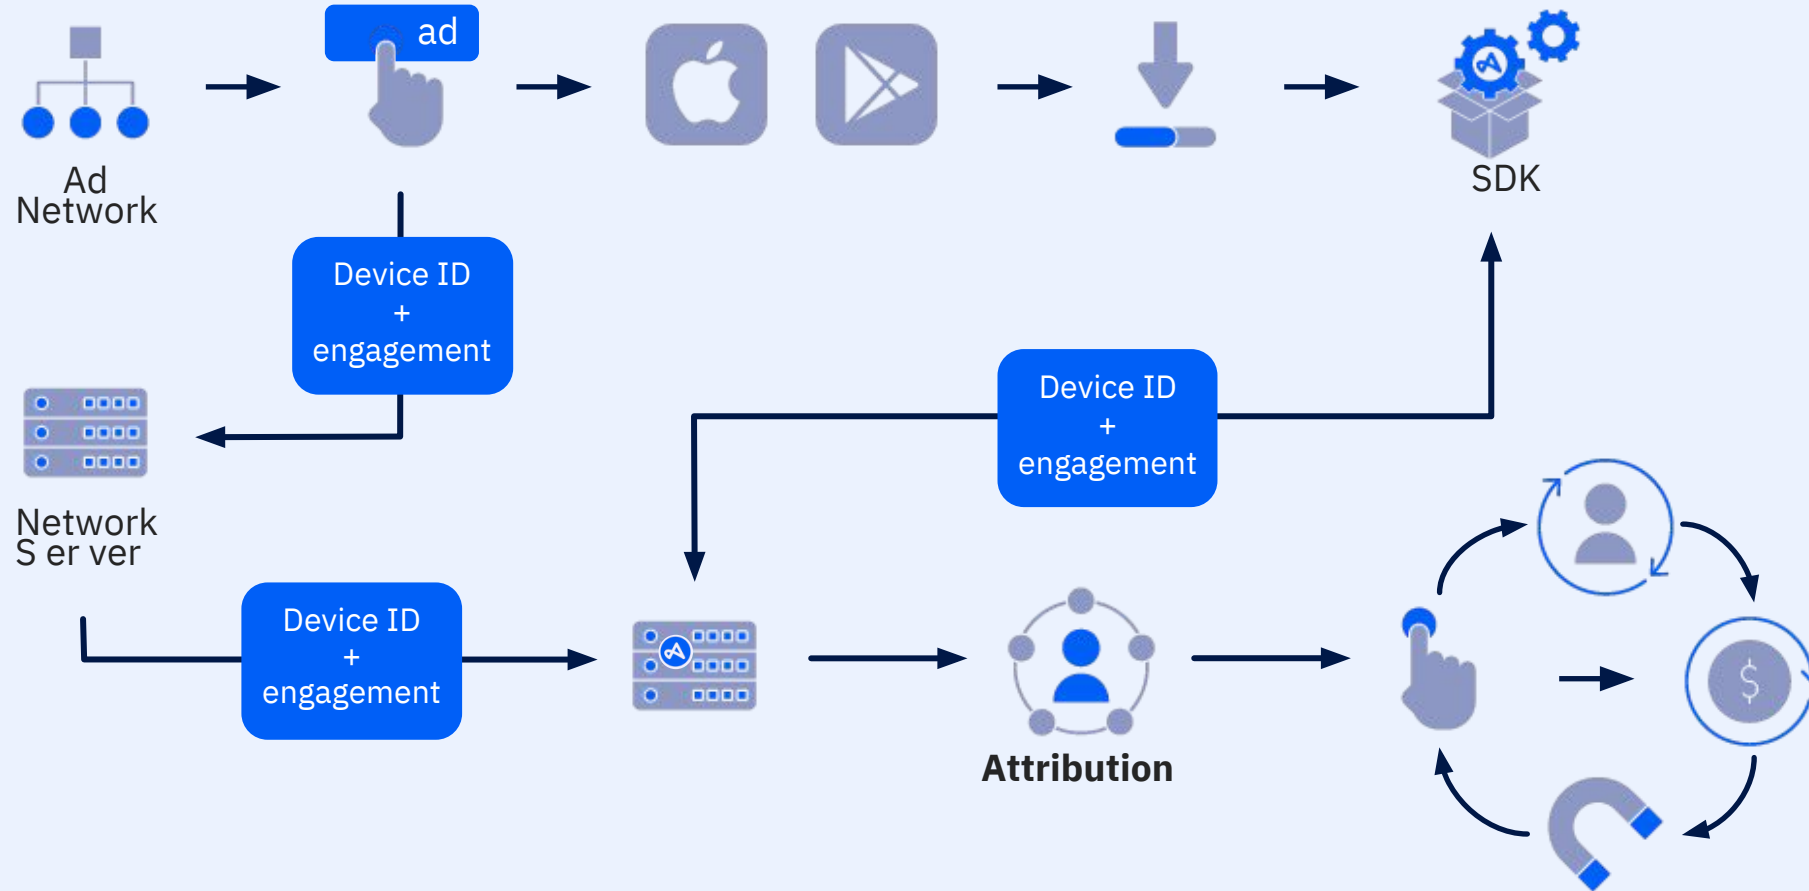 ad
Ad
Network
SDK
Device ID
+
engagement
Device ID
+
engagement
Network
S er ver
Device ID
+
engagement
$
Attribution